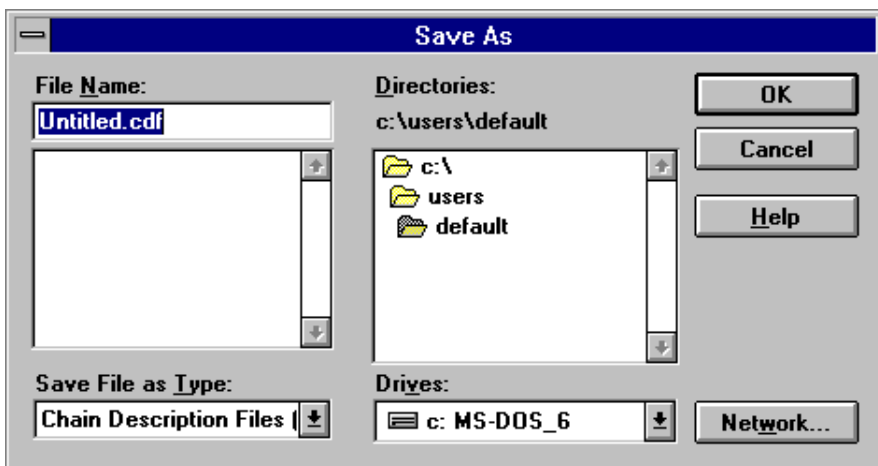 Save As
File Name:
Untitled.cdf
Directories:
c:\users\default
c:\
users
default
OK
Cancel
Help
Save File as Type:
Chain Description Files (
Drives:
c: MS-DOS_6
Network...